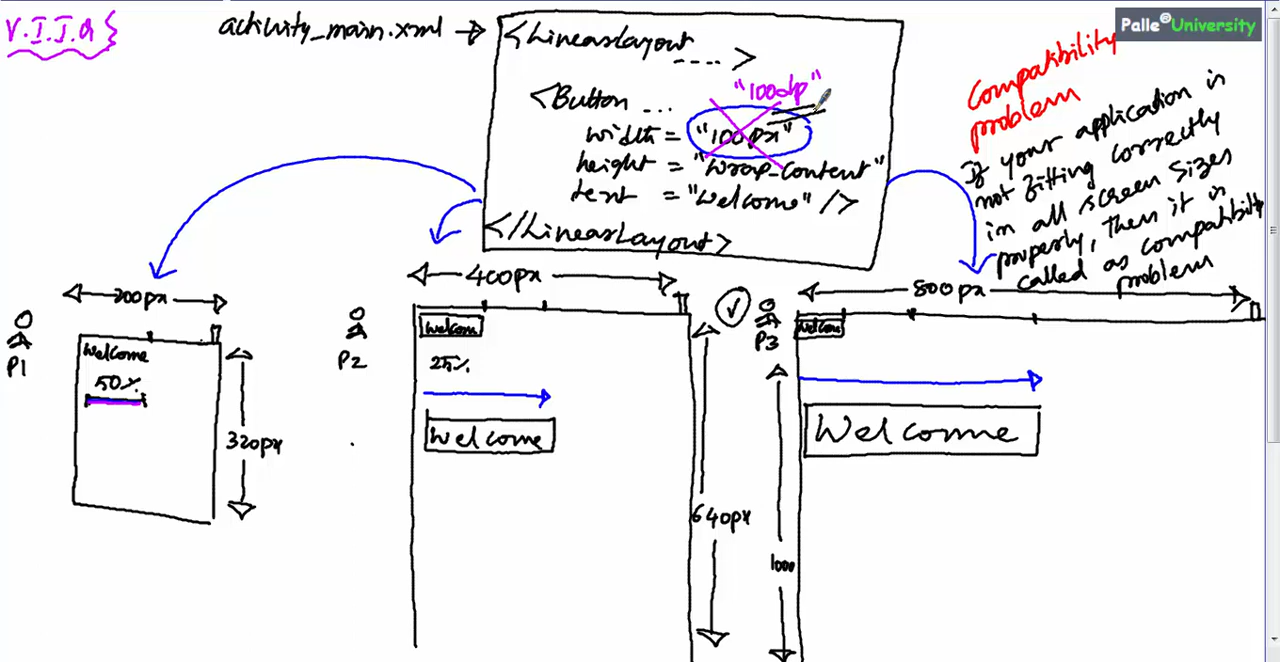 V.I.J.Q
activity_main.xml
<LinearLayout
.... >
"100dp"
<Button ...
width = "100px"
height = "Wrap_content"
text = "Welcome" />
</LinearLayout>
Palle®University
Compatibility
problem
If your application is
not fitting correctly
in all screen sizes
properly, then it is
called as compatibility
problem
200px
P1
Welcome
50%
320px
400px
P2
Welcome
25%
Welcome
640px
800px
P3
Welcome
Welcome
1000